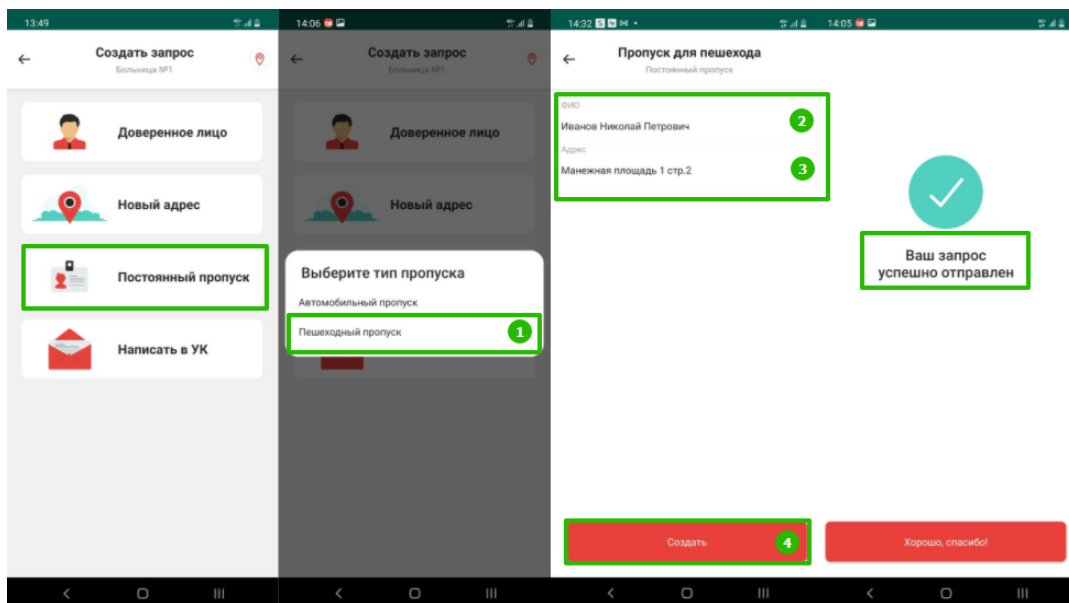 13:49
Создать запрос
Больница №1
Доверенное лицо
Новый адрес
Постоянный пропуск
Написать в УК
14:06
Создать запрос
Больница №1
Доверенное лицо
Новый адрес
Выберите тип пропуска
Автомобильный пропуск
Пешеходный пропуск
1
14:32
Пропуск для пешехода
Постоянный пропуск
ФИО
Иванов Николай Петрович
2
Адрес
Манежная площадь 1 стр.2
3
Создать
4
14:05
Ваш запрос
успешно отправлен
Хорошо, спасибо!